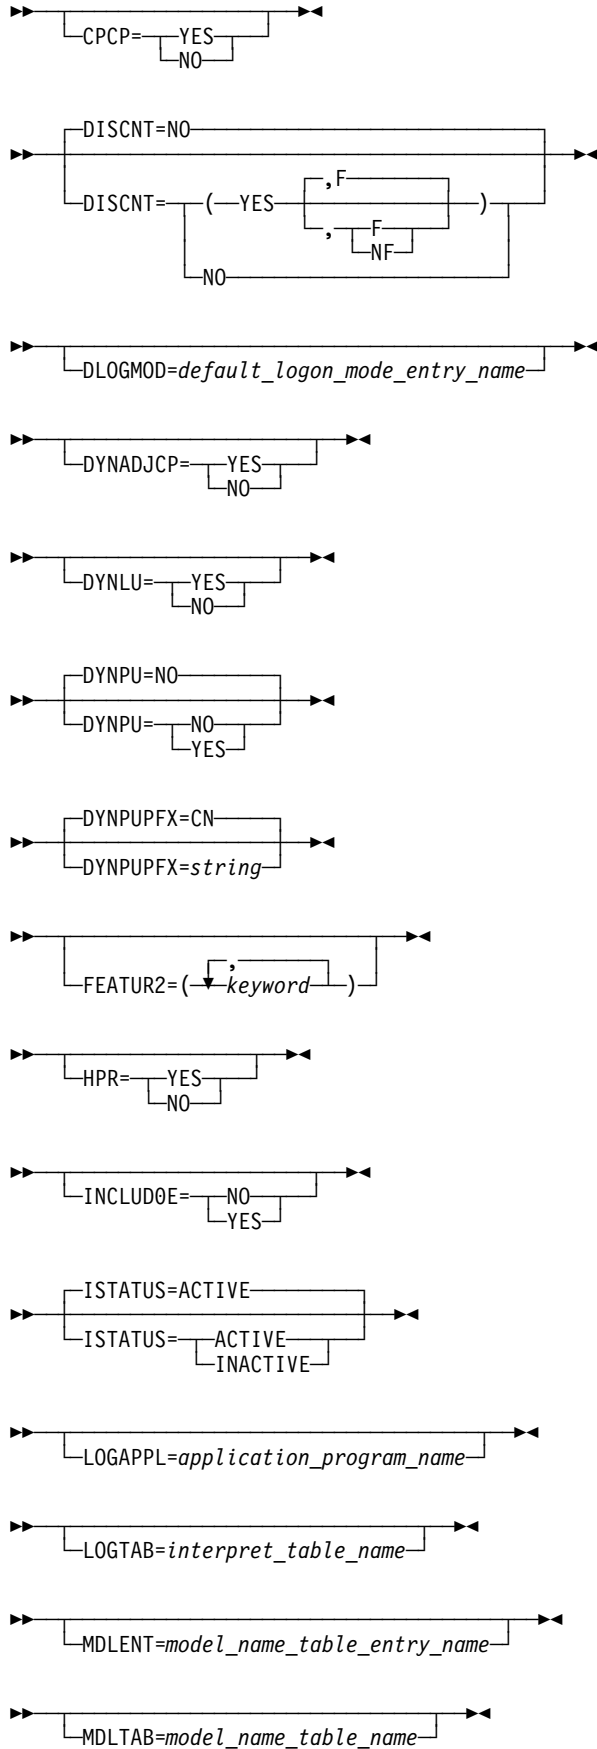 CPCP= YES
NO
DISCNT=NO
,F
DISCNT= ( YES )
, F
NF
NO
DLOGMOD=default_logon_mode_entry_name
DYNADJCP= YES
NO
DYNLU= YES
NO
DYNPU=NO
DYNPU= NO
YES
DYNPUPFX=CN
DYNPUPFX=string
,
FEATUR2=( keyword )
HPR= YES
NO
INCLUD0E= NO
YES
ISTATUS=ACTIVE
ISTATUS= ACTIVE
INACTIVE
LOGAPPL=application_program_name
LOGTAB=interpret_table_name
MDLENT=model_name_table_entry_name
MDLTAB=model_name_table_name